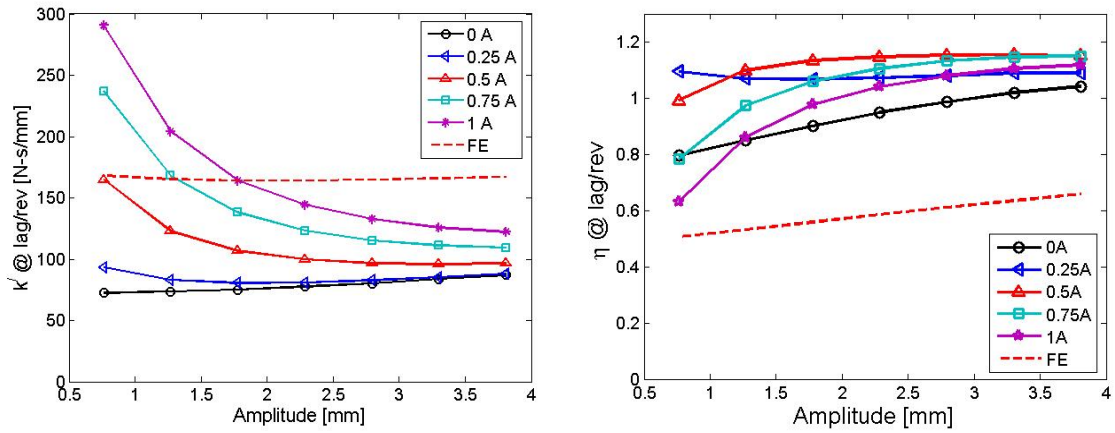 300
250
200
150
100
50
0
0.5 1 1.5 2 2.5 3 3.5 4
Amplitude [mm]
k' @ lag/rev [N-s/mm]
0 A
0.25 A
0.5 A
0.75 A
1 A
FE
1.2
1
0.8
0.6
0.4
0.2
0
0.5 1 1.5 2 2.5 3 3.5 4
Amplitude [mm]
η @ lag/rev
0A
0.25A
0.5A
0.75A
1A
FE